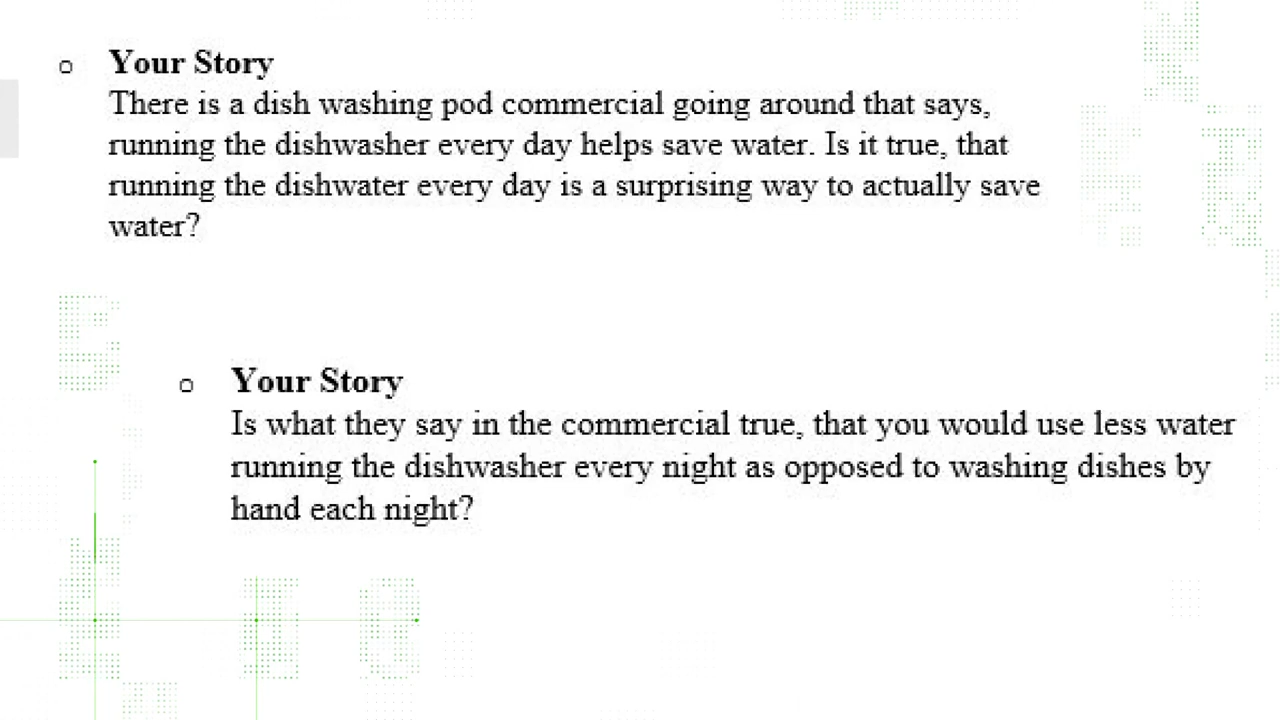 o Your Story
There is a dish washing pod commercial going around that says,
running the dishwasher every day helps save water. Is it true, that
running the dishwater every day is a surprising way to actually save
water?
o Your Story
Is what they say in the commercial true, that you would use less water
running the dishwasher every night as opposed to washing dishes by
hand each night?